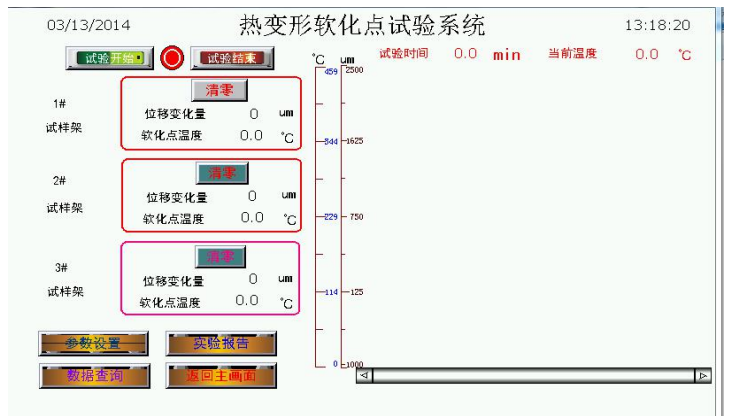 03/13/2014 热变形软化点试验系统 13:18:20
试验开始 试验结束 °C um 试验时间 0.0 min 当前温度 0.0 °C
459 2500
清零
1# 位移变化量 0 um
试样架 软化点温度 0.0 °C
344 1625
清零
2# 位移变化量 0 um
试样架 软化点温度 0.0 °C
229 750
清零
3# 位移变化量 0 um
试样架 软化点温度 0.0 °C
114 -125
参数设置 实验报告
0 -1000
数据查询 返回主画面